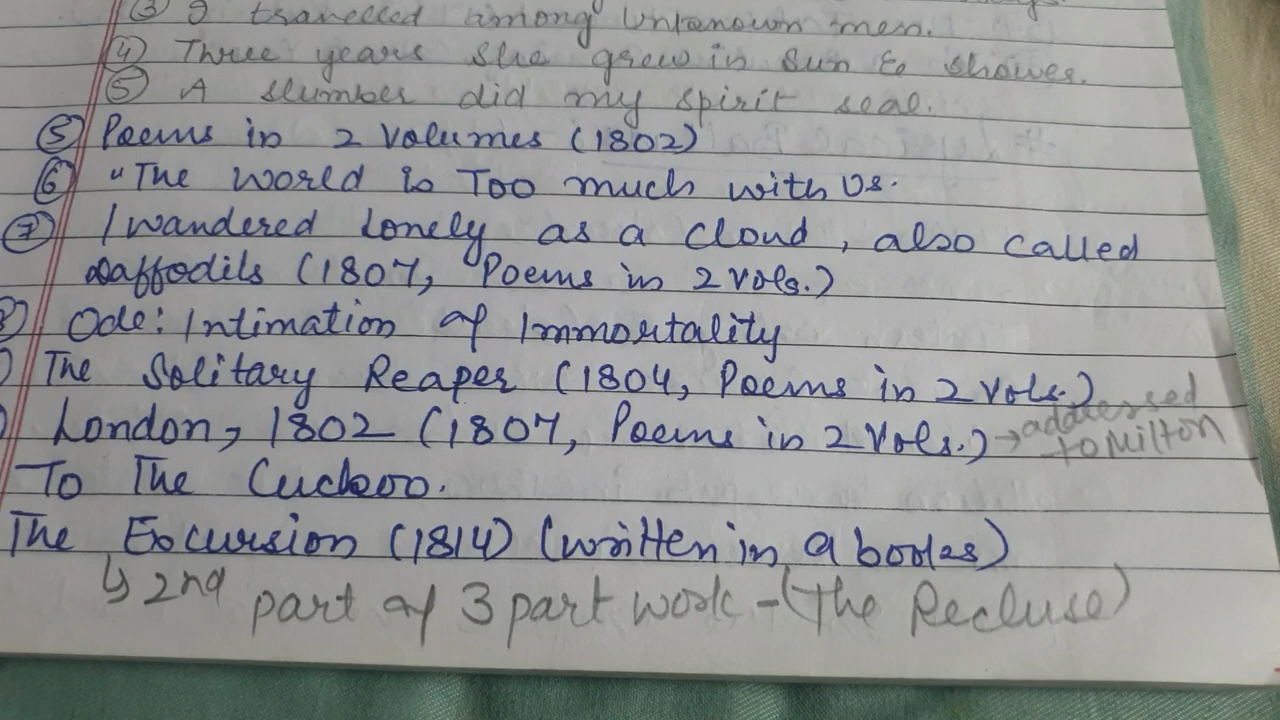 ③ I travelled among Unknown men.
④ Three years she grew in Sun & shower.
⑤ A slumber did my spirit seal.
⑤ Poems in 2 Volumes (1802)
⑥ "The World is Too much with Us.
⑦ I wandered lonely as a cloud, also called
Daffodils (1807, Poems in 2 vols.)
8) Ode: Intimation of Immortality
) The Solitary Reaper (1804, Poems in 2 Vols.)
) London, 1802 (1807, Poems in 2 Vols.) → addressed
to Milton
To The Cuckoo.
The Excursion (1814) (written in 9 books)
↳ 2nd part of 3 part work - (The Recluse)